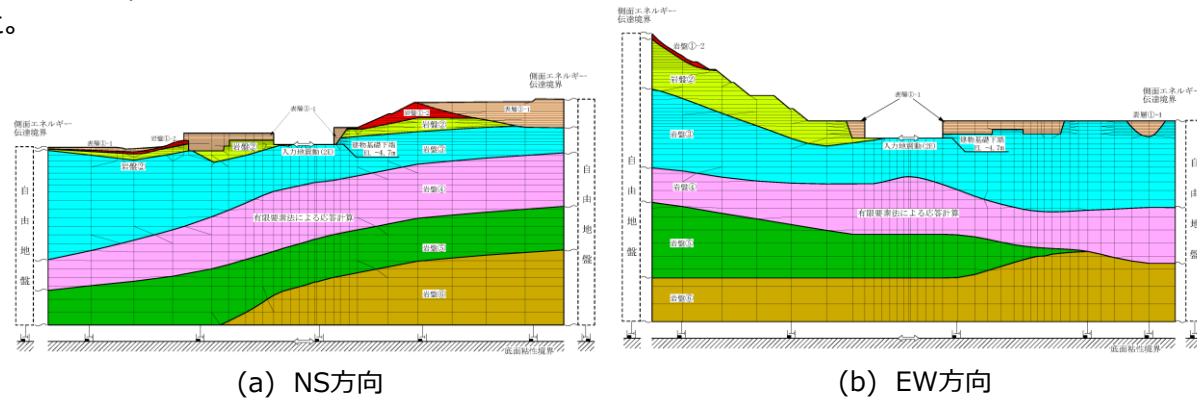 と。
側面エネルギー
伝達境界
表層①-1
岩盤①-2
表層①-1
岩盤②
岩盤②
入力地震動(2E)
建物基礎下端
EL -4.7m
岩盤①-2
表層①-1
岩盤②
岩盤③
岩盤④
有限要素法による応答計算
岩盤⑤
岩盤⑥
側面エネルギー
伝達境界
自由地盤
自由地盤
(a) NS方向
側面エネルギー
伝達境界
岩盤①-2
岩盤②
表層①-1
岩盤③
入力地震動(2E)
建物基礎下端
EL -4.7m
側面エネルギー
伝達境界
表層①-1
岩盤④
有限要素法による応答計算
岩盤⑤
岩盤⑥
自由地盤
自由地盤
底面粘性境界
底面粘性境界
(b) EW方向